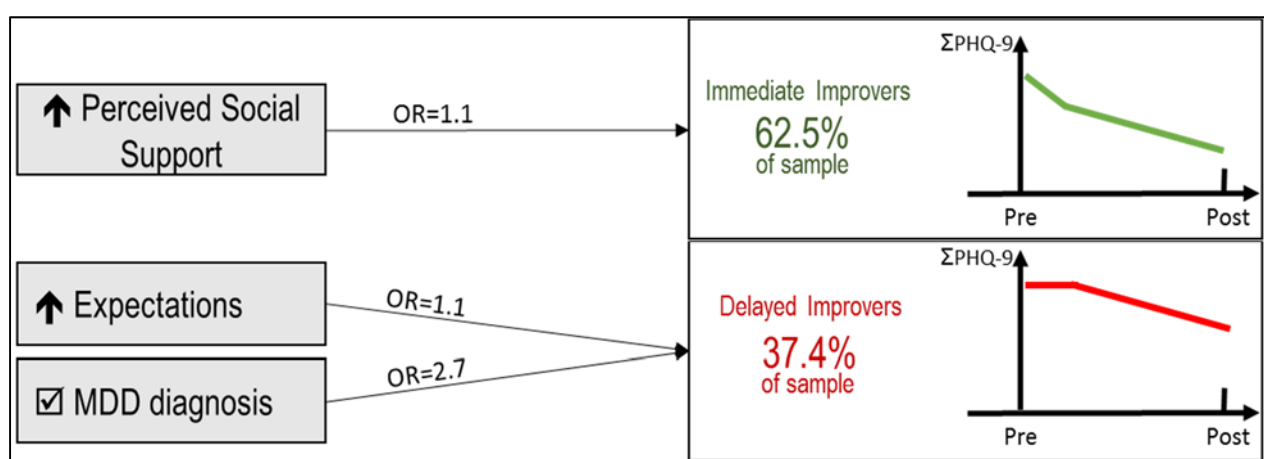 ↑ Perceived Social
Support
OR=1.1
Immediate Improvers
62.5%
of sample
ΣPHQ-9
Pre
Post
↑ Expectations
☑ MDD diagnosis
OR=1.1
OR=2.7
Delayed Improvers
37.4%
of sample
ΣPHQ-9
Pre
Post